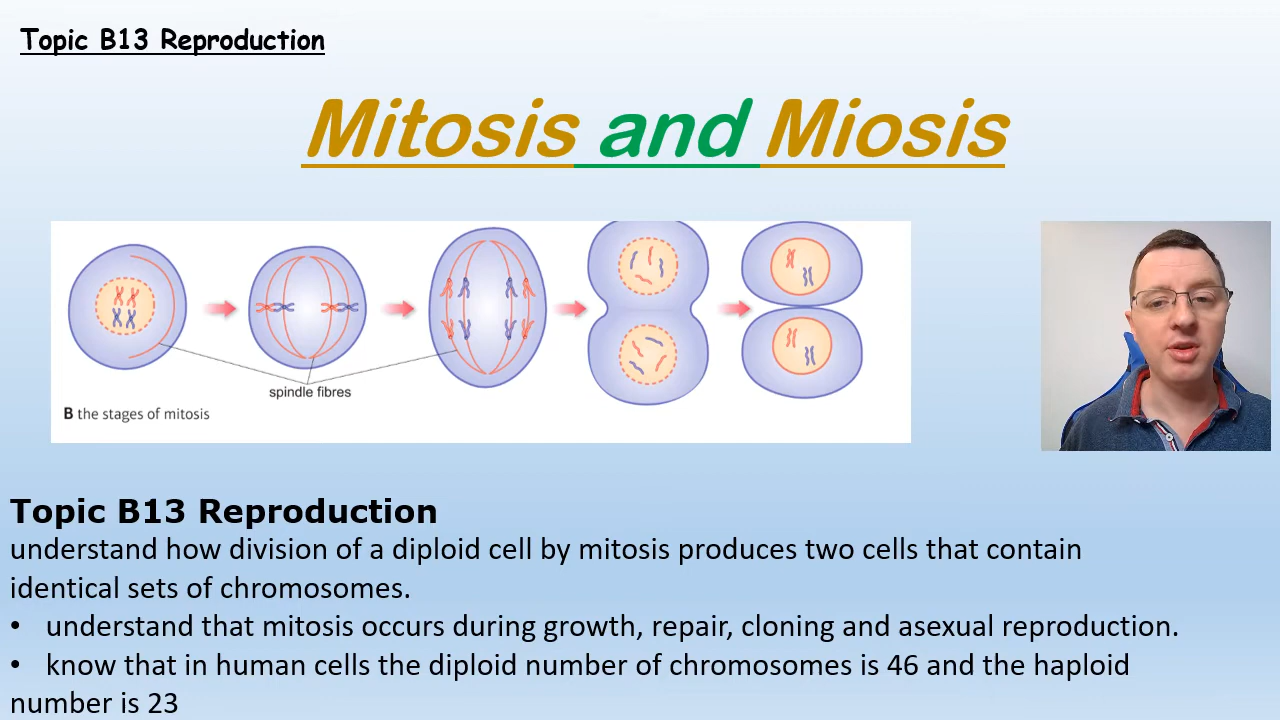 Topic B13 Reproduction
Mitosis and Miosis
spindle fibres
B the stages of mitosis
Topic B13 Reproduction
understand how division of a diploid cell by mitosis produces two cells that contain
identical sets of chromosomes.
• understand that mitosis occurs during growth, repair, cloning and asexual reproduction.
• know that in human cells the diploid number of chromosomes is 46 and the haploid
number is 23